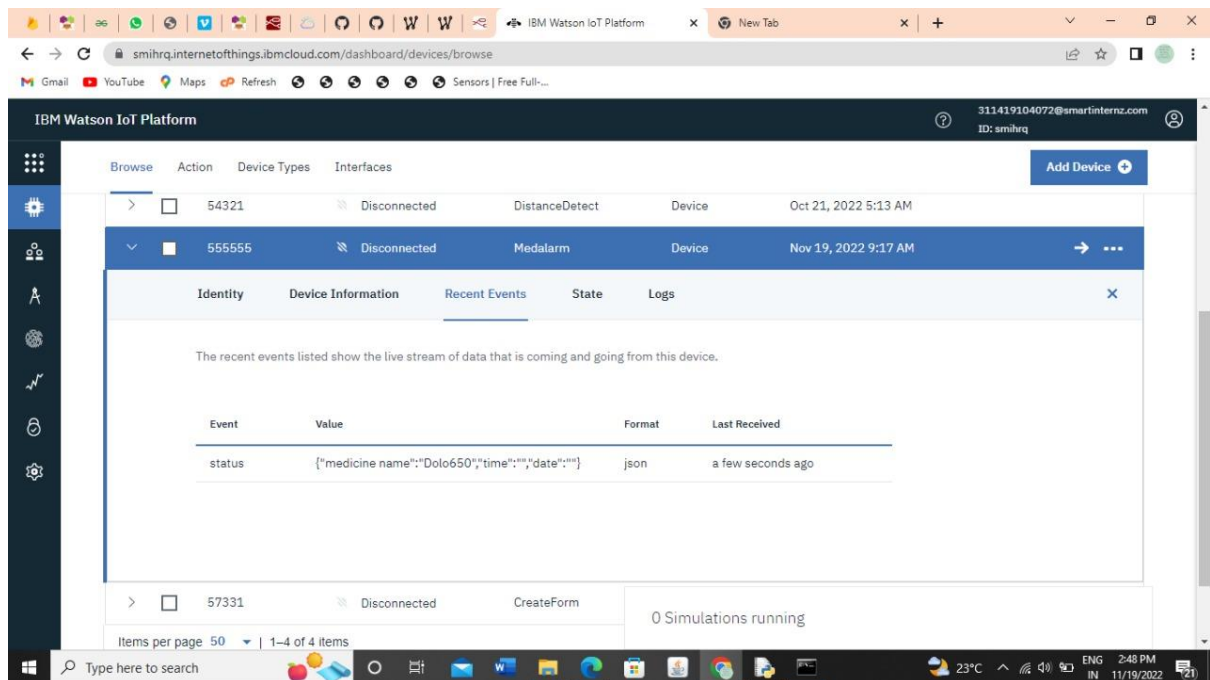 IBM Watson IoT Platform
New Tab
smihrq.internetofthings.ibmcloud.com/dashboard/devices/browse
Gmail YouTube Maps Refresh Sensors | Free Full-...
IBM Watson IoT Platform
311419104072@smartinternz.com
ID: smihrq
Browse Action Device Types Interfaces Add Device
54321 Disconnected DistanceDetect Device Oct 21, 2022 5:13 AM
555555 Disconnected Medalarm Device Nov 19, 2022 9:17 AM
Identity Device Information Recent Events State Logs
The recent events listed show the live stream of data that is coming and going from this device.
Event Value Format Last Received
status {"medicine name":"Dolo650","time":"","date":""} json a few seconds ago
57331 Disconnected CreateForm
0 Simulations running
Items per page 50 | 1–4 of 4 items
Type here to search
23°C ENG 2:48 PM
IN 11/19/2022
21